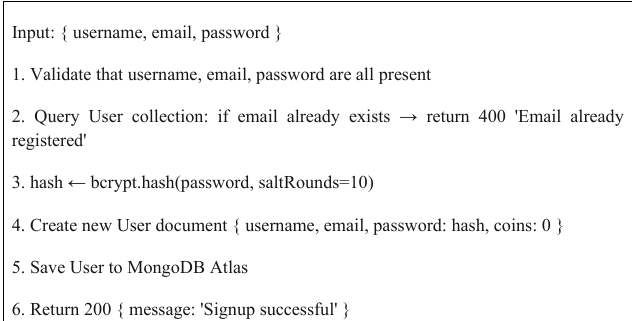 Input: { username, email, password }
1. Validate that username, email, password are all present
2. Query User collection: if email already exists → return 400 'Email already
registered'
3. hash ← bcrypt.hash(password, saltRounds=10)
4. Create new User document { username, email, password: hash, coins: 0 }
5. Save User to MongoDB Atlas
6. Return 200 { message: 'Signup successful' }